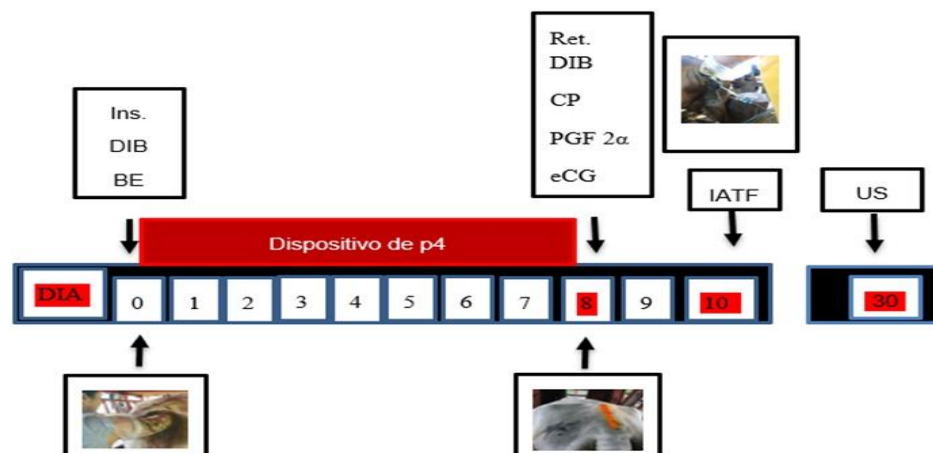 Ret.
DIB
CP
PGF 2α
eCG
Ins.
DIB
BE
IATF
US
Dispositivo de p4
DIA 0 1 2 3 4 5 6 7 8 9 10 30